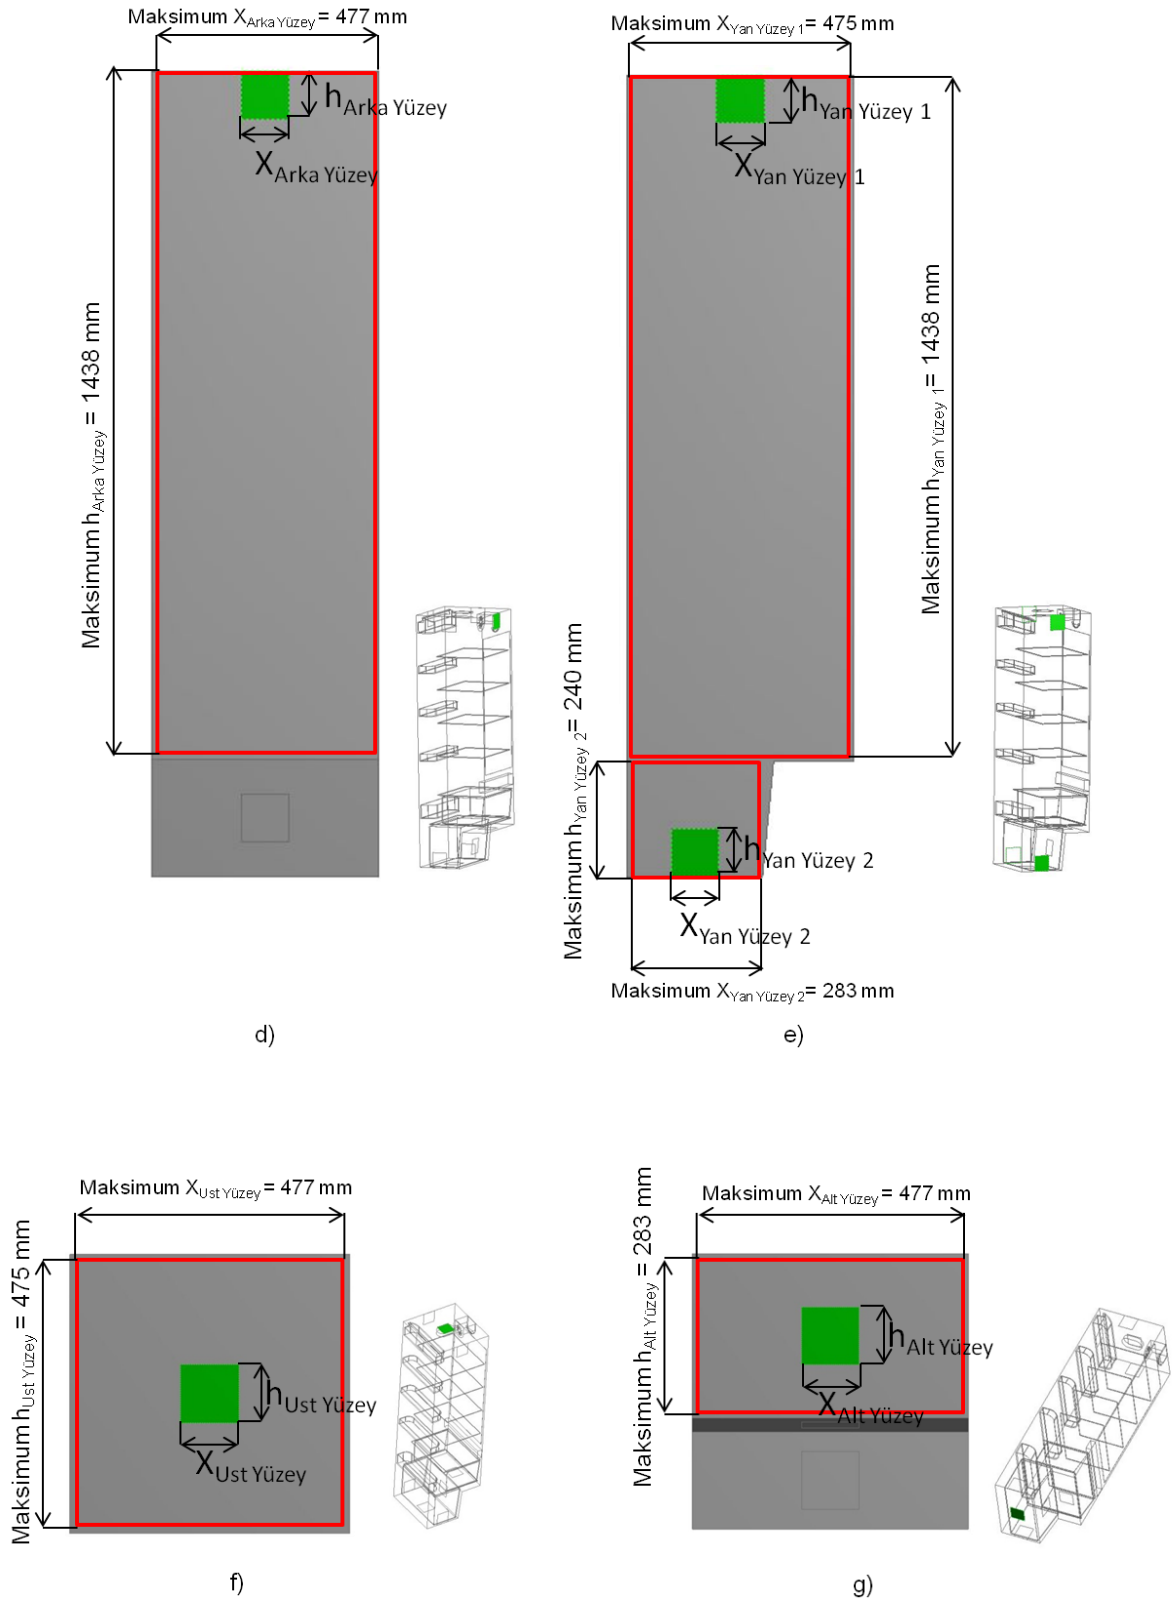 Maksimum XArka Yüzey = 477 mm
Maksimum hArka Yüzey = 1438 mm
hArka Yüzey
XArka Yüzey
Maksimum XYan Yüzey 1 = 475 mm
hYan Yüzey 1
XYan Yüzey 1
Maksimum hYan Yüzey 1 = 1438 mm
Maksimum hYan Yüzey 2 = 240 mm
hYan Yüzey 2
XYan Yüzey 2
Maksimum XYan Yüzey 2 = 283 mm
d)
e)
Maksimum XUst Yüzey = 477 mm
Maksimum hUst Yüzey = 475 mm
hUst Yüzey
XUst Yüzey
Maksimum XAlt Yüzey = 477 mm
Maksimum hAlt Yüzey = 283 mm
hAlt Yüzey
XAlt Yüzey
f)
g)